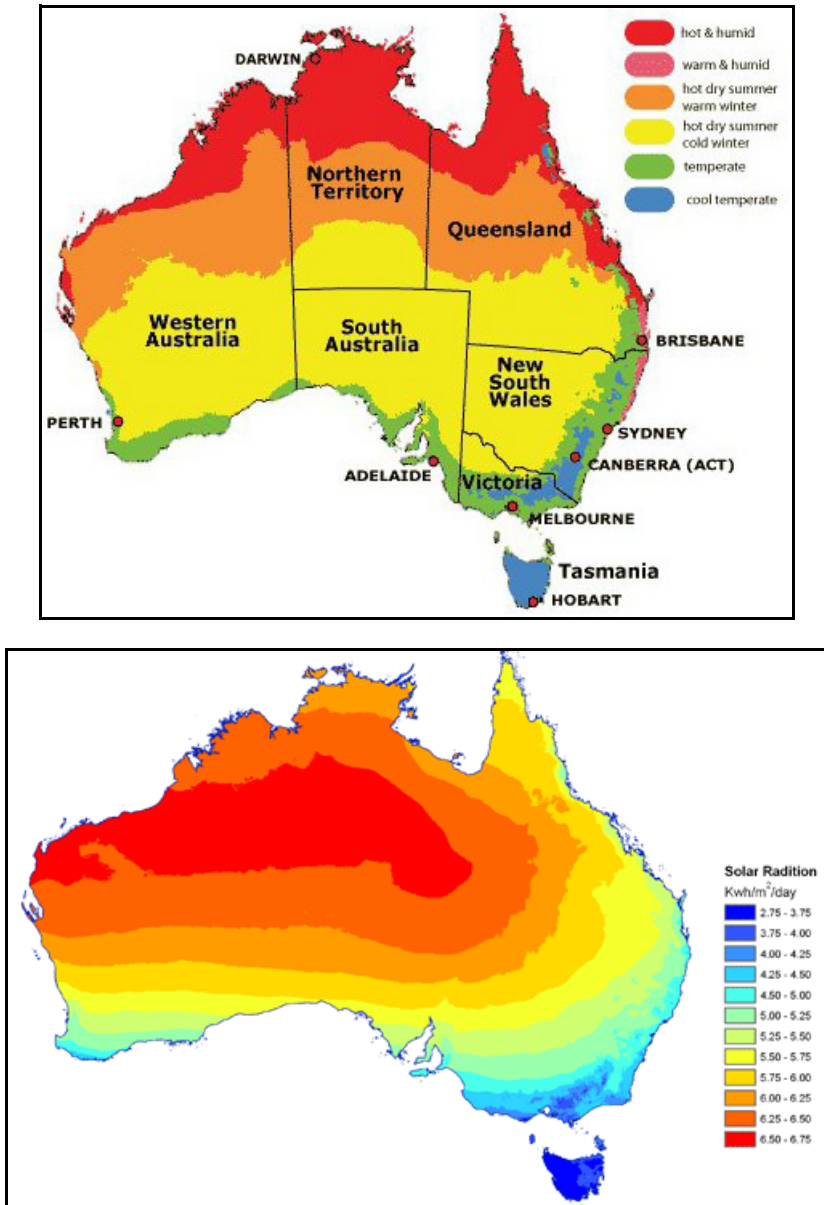 hot & humid
DARWIN
warm & humid
hot dry summer
warm winter
hot dry summer
cold winter
temperate
Northern
Territory
cool temperate
Queensland
Western
Australia
South
Australia
BRISBANE
New
South
Wales
PERTH
SYDNEY
ADELAIDE
CANBERRA (ACT)
Victoria
MELBOURNE
Tasmania
HOBART
Solar Radition
Kwh/m²/day
2.75 - 3.75
3.75 - 4.00
4.00 - 4.25
4.25 - 4.50
4.50 - 5.00
5.00 - 5.25
5.25 - 5.50
5.50 - 5.75
5.75 - 6.00
6.00 - 6.25
6.25 - 6.50
6.50 - 6.75